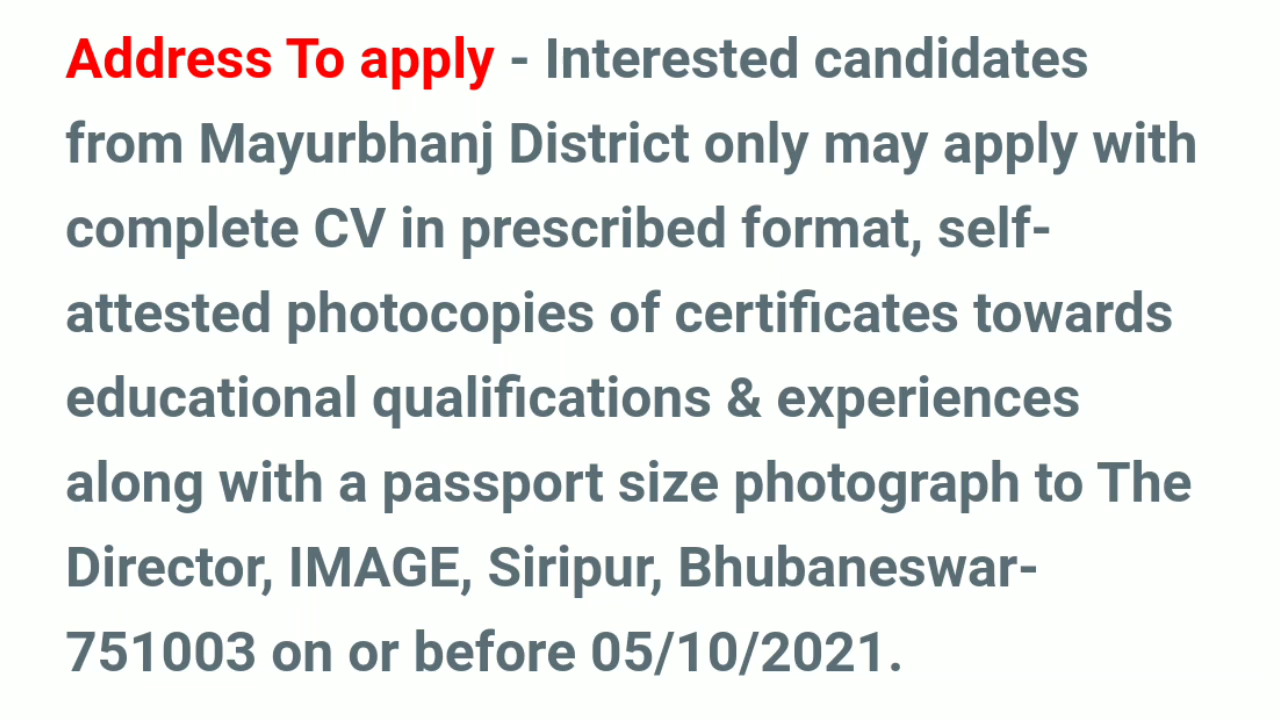 Address To apply - Interested candidates
from Mayurbhanj District only may apply with
complete CV in prescribed format, self-
attested photocopies of certificates towards
educational qualifications & experiences
along with a passport size photograph to The
Director, IMAGE, Siripur, Bhubaneswar-
751003 on or before 05/10/2021.